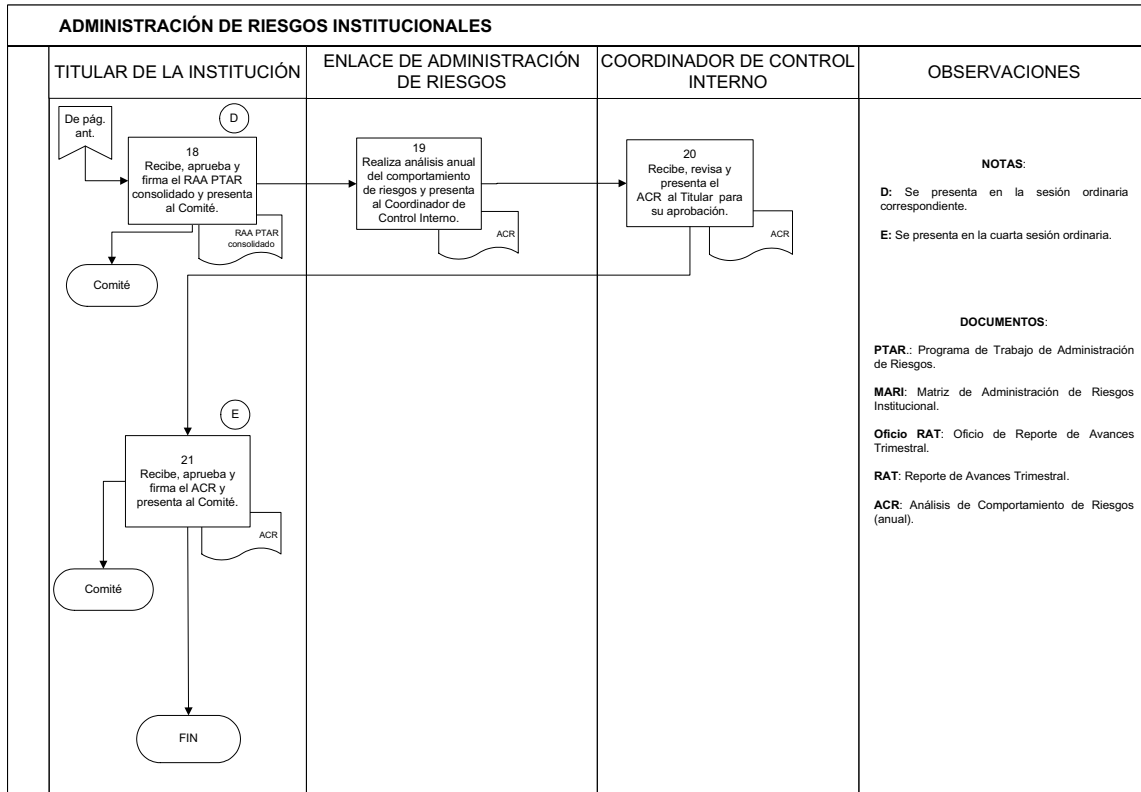 ADMINISTRACIÓN DE RIESGOS INSTITUCIONALES
TITULAR DE LA INSTITUCIÓN
ENLACE DE ADMINISTRACIÓN
DE RIESGOS
COORDINADOR DE CONTROL
INTERNO
OBSERVACIONES
De pág.
ant.
D
18
Recibe, aprueba y
firma el RAA PTAR
consolidado y presenta
al Comité.
RAA PTAR
consolidado
Comité
19
Realiza análisis anual
del comportamiento
de riesgos y presenta
al Coordinador de
Control Interno.
ACR
20
Recibe, revisa y
presenta el
ACR al Titular para
su aprobación.
ACR
E
21
Recibe, aprueba y
firma el ACR y
presenta al Comité.
ACR
Comité
FIN
NOTAS:
D: Se presenta en la sesión ordinaria
correspondiente.
E: Se presenta en la cuarta sesión ordinaria.
DOCUMENTOS:
PTAR.: Programa de Trabajo de Administración
de Riesgos.
MARI: Matriz de Administración de Riesgos
Institucional.
Oficio RAT: Oficio de Reporte de Avances
Trimestral.
RAT: Reporte de Avances Trimestral.
ACR: Análisis de Comportamiento de Riesgos
(anual).